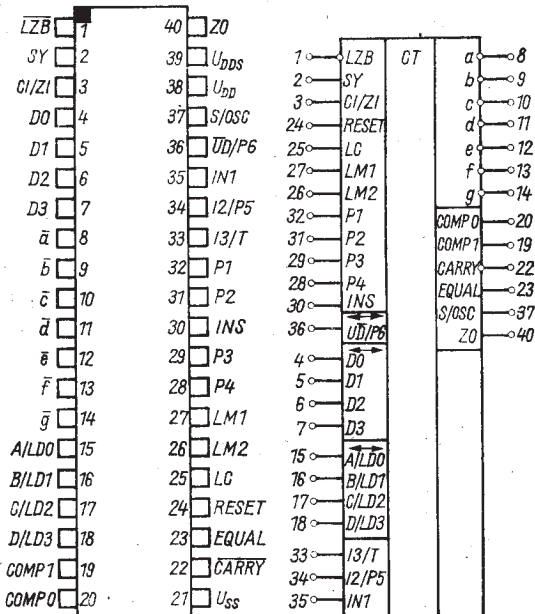 L̅Z̅B̅ 1 40 Z0
SY 2 39 U_DDS
CI/ZI 3 38 U_DD
D0 4 37 S/OSC
D1 5 36 U̅D̅/P6
D2 6 35 IN1
D3 7 34 I2/P5
a̅ 8 33 I3/T
b̅ 9 32 P1
c̅ 10 31 P2
d̅ 11 30 INS
e̅ 12 29 P3
f̅ 13 28 P4
g̅ 14 27 LM1
A/LD0 15 26 LM2
B/LD1 16 25 LC
C/LD2 17 24 RESET
D/LD3 18 23 EQUAL
COMP1 19 22 C̅A̅R̅R̅Y̅
COMP0 20 21 U_SS
CT
1 LZB
2 SY
3 CI/ZI
24 RESET
25 LC
27 LM1
26 LM2
32 P1
31 P2
29 P3
28 P4
30 INS
36 UD̅/P6
4 D0
5 D1
6 D2
7 D3
15 A/LD0
16 B/LD1
17 C/LD2
18 D/LD3
33 I3/T
34 I2/P5
35 IN1
a 8
b 9
c 10
d 11
e 12
f 13
g 14
COMP0 20
COMP1 19
CARRY 22
EQUAL 23
S/OSC 37
Z0 40